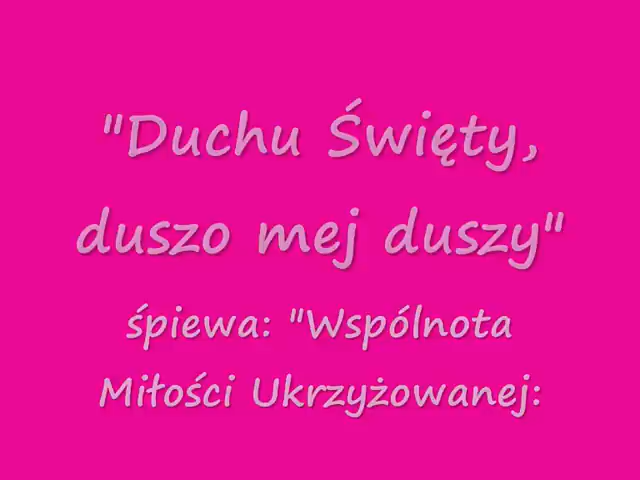 "Duchu Święty,
duszo mej duszy"
śpiewa: "Wspólnota
Miłości Ukrzyżowanej: